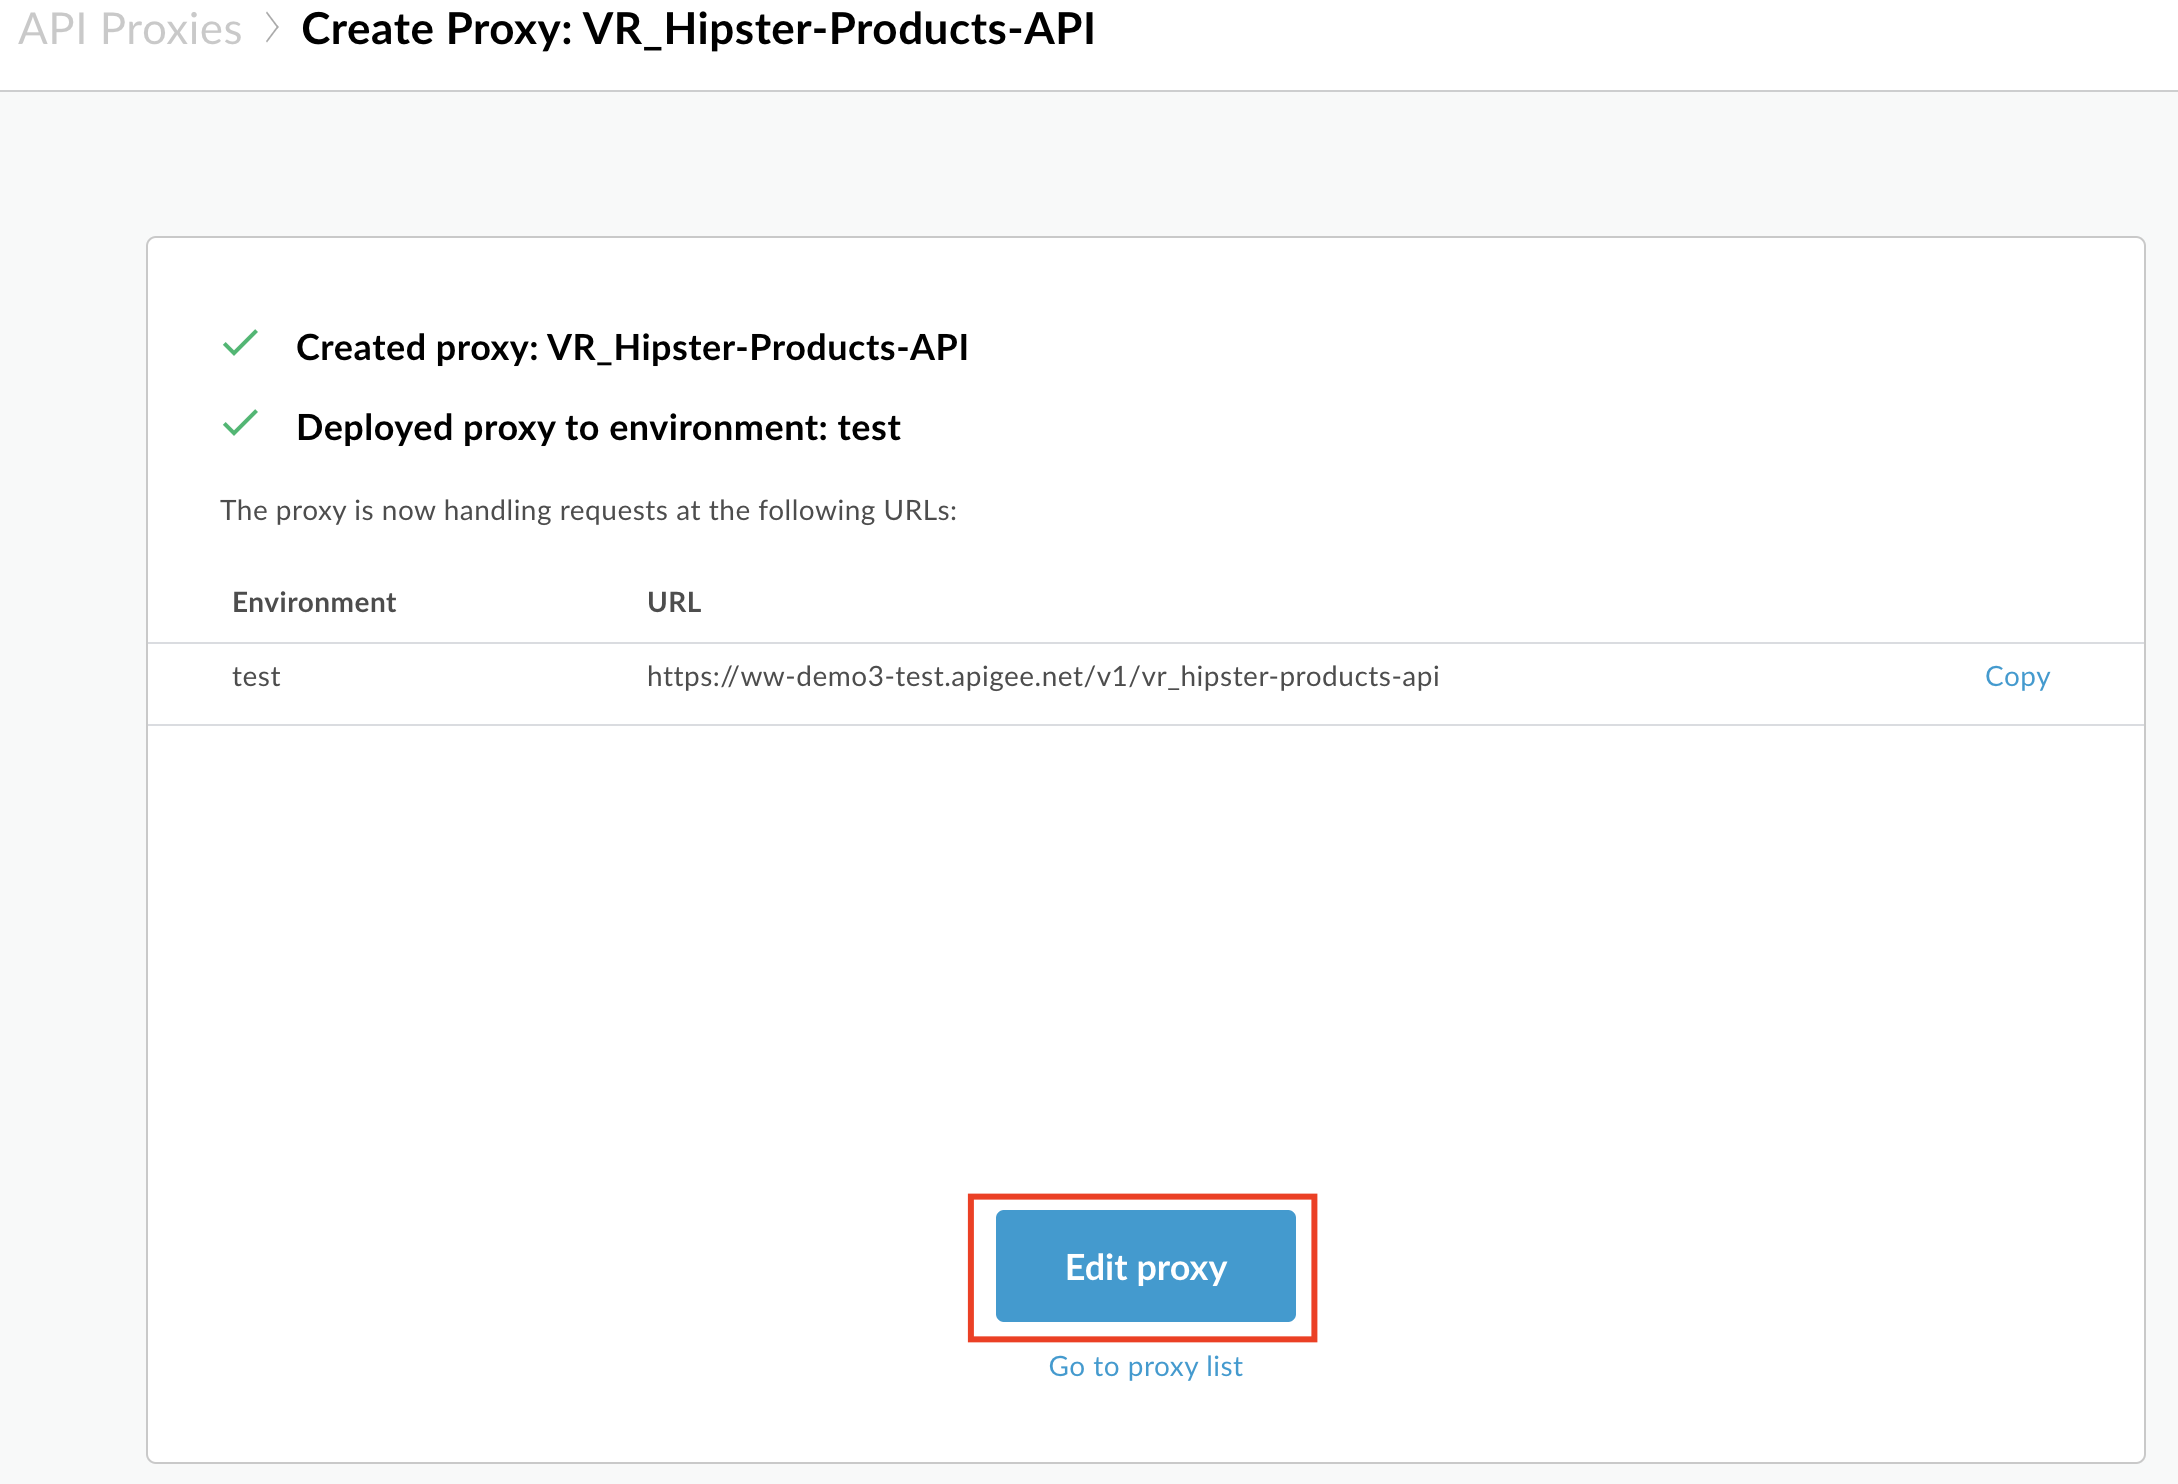 API Proxies > Create Proxy: VR_Hipster-Products-API
Created proxy: VR_Hipster-Products-API
Deployed proxy to environment: test
The proxy is now handling requests at the following URLs:
Environment URL
test https://ww-demo3-test.apigee.net/v1/vr_hipster-products-api Copy
Edit proxy
Go to proxy list